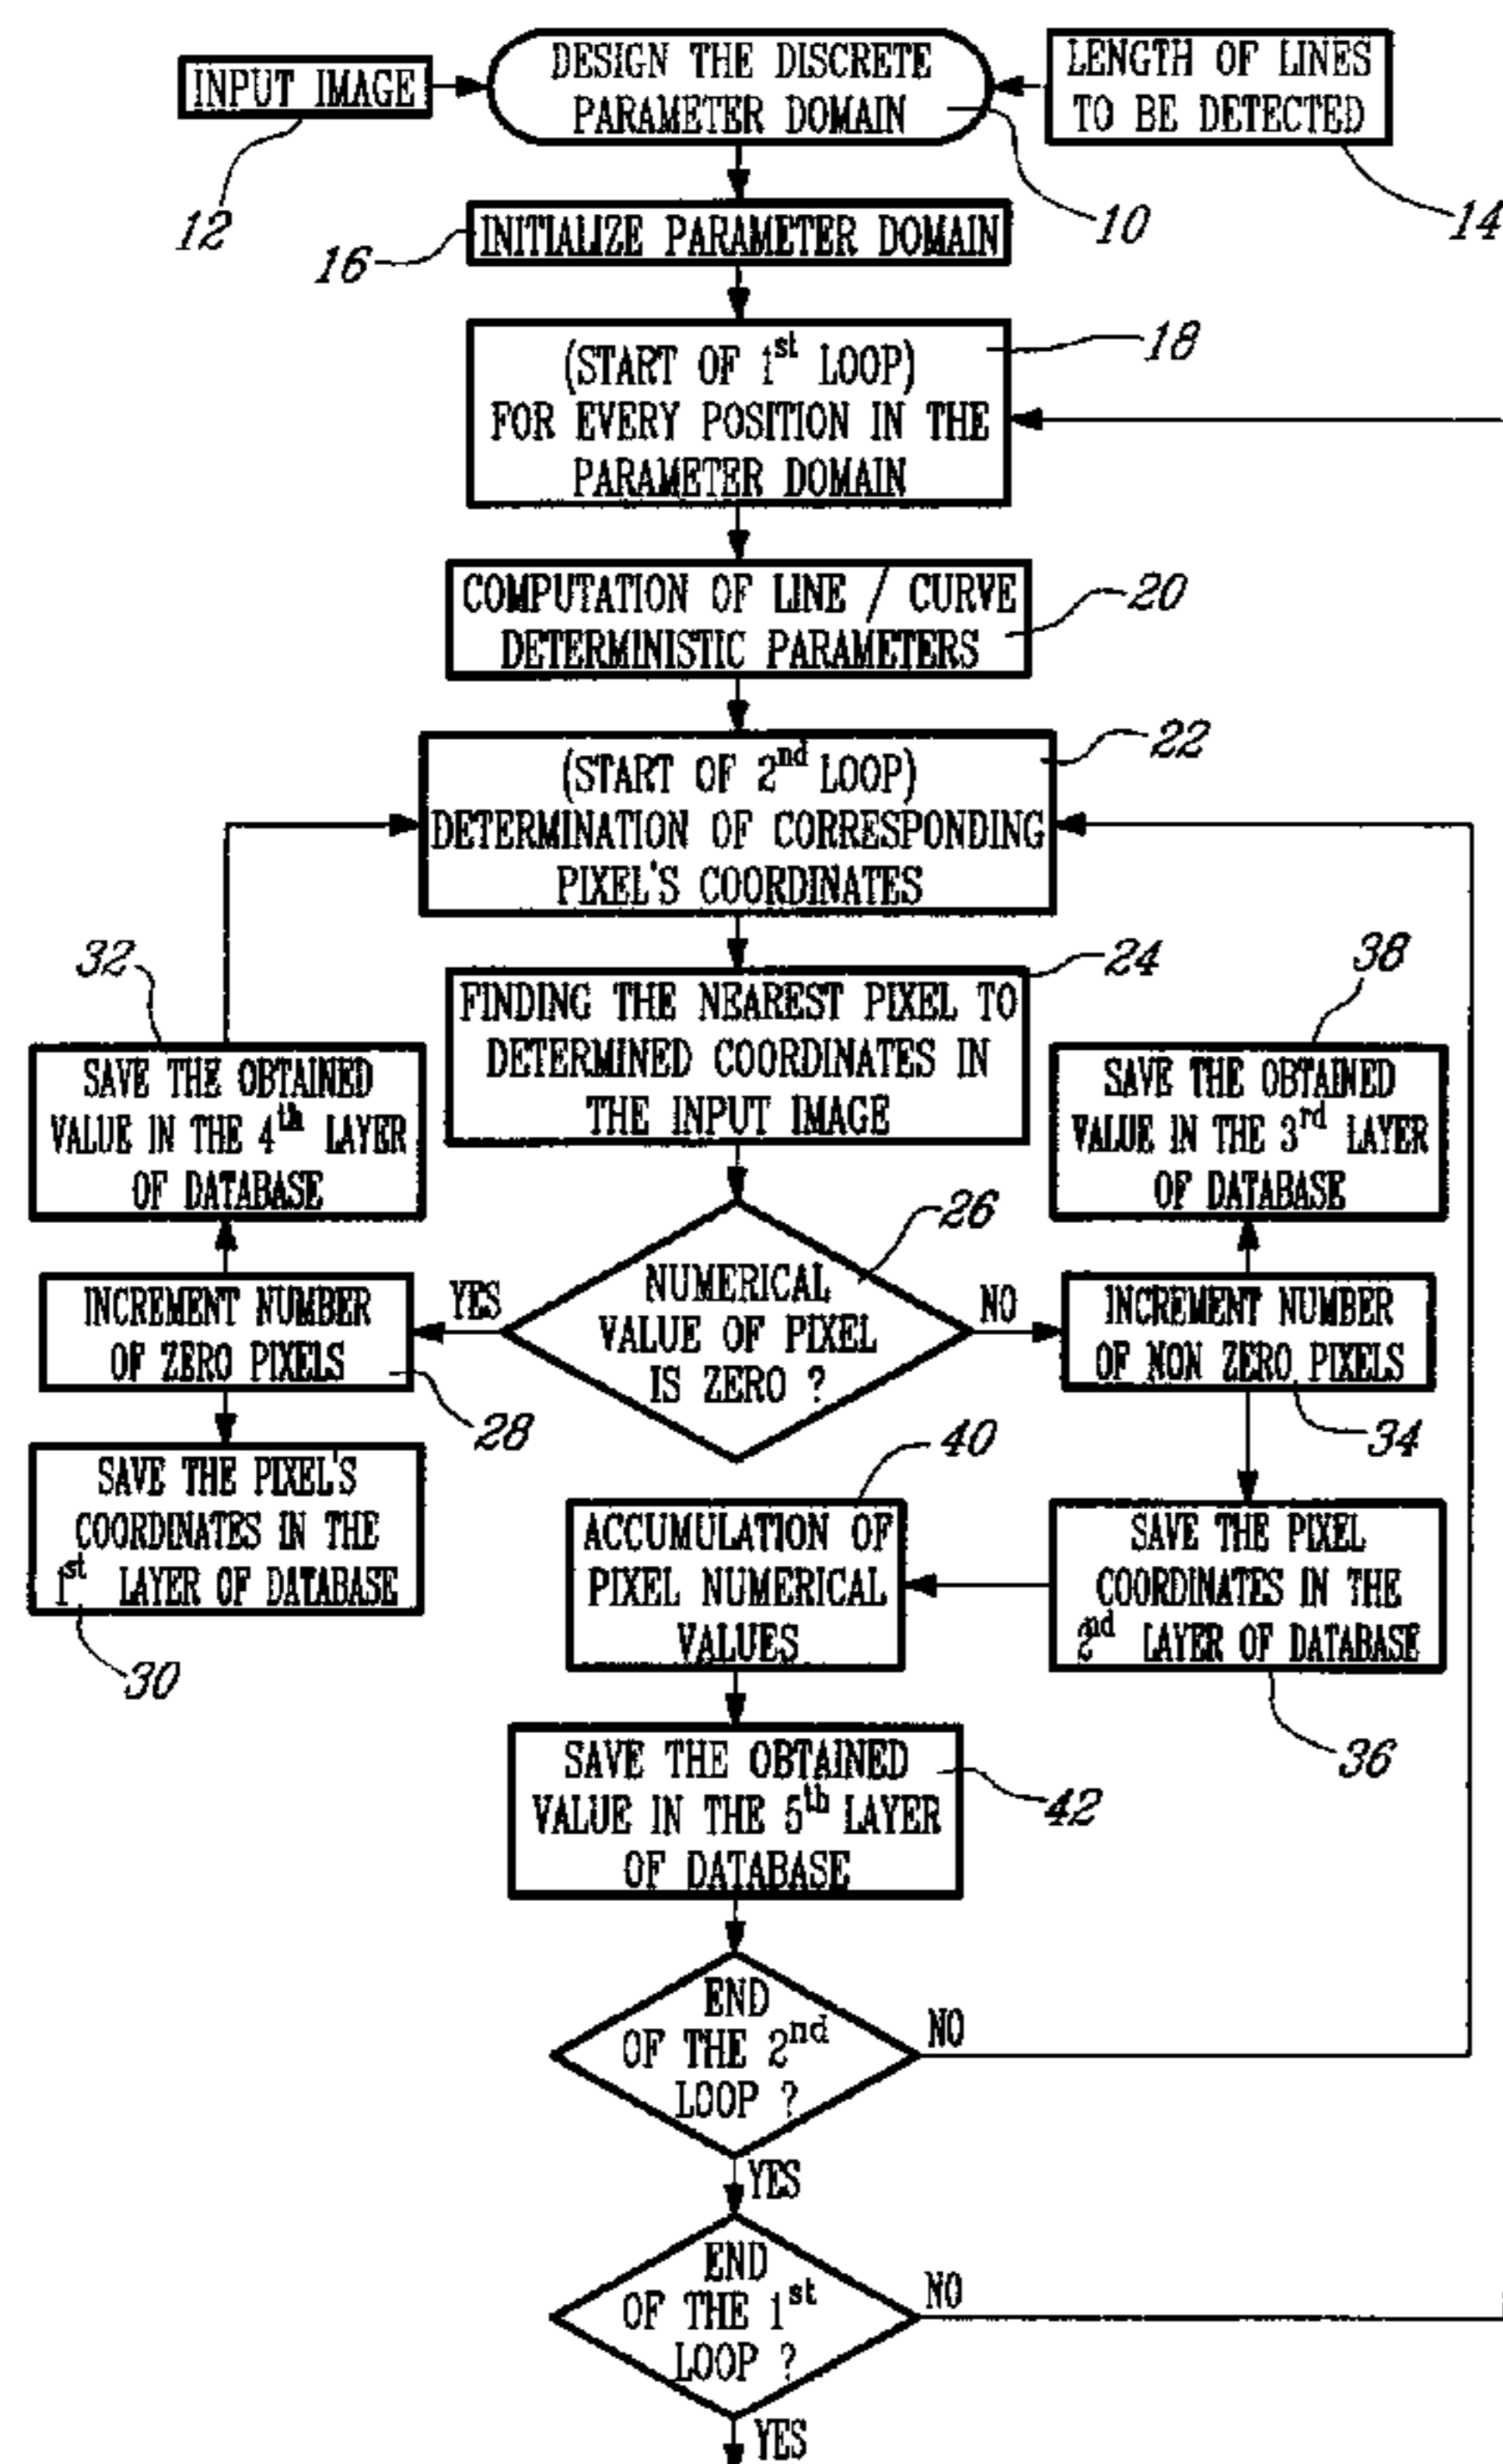 INPUT IMAGE
12
DESIGN THE DISCRETE
PARAMETER DOMAIN
10
LENGTH OF LINES
TO BE DETECTED
14
INITIALIZE PARAMETER DOMAIN
16
(START OF 1st LOOP)
FOR EVERY POSITION IN THE
PARAMETER DOMAIN
18
COMPUTATION OF LINE / CURVE
DETERMINISTIC PARAMETERS
20
(START OF 2nd LOOP)
DETERMINATION OF CORRESPONDING
PIXEL'S COORDINATES
22
FINDING THE NEAREST PIXEL TO
DETERMINED COORDINATES IN
THE INPUT IMAGE
24
32
SAVE THE OBTAINED
VALUE IN THE 4th LAYER
OF DATABASE
38
SAVE THE OBTAINED
VALUE IN THE 3rd LAYER
OF DATABASE
NUMERICAL
VALUE OF PIXEL
IS ZERO ?
26
YES
NO
INCREMENT NUMBER
OF ZERO PIXELS
28
INCREMENT NUMBER
OF NON ZERO PIXELS
34
SAVE THE PIXEL'S
COORDINATES IN THE
1st LAYER OF DATABASE
30
40
ACCUMULATION OF
PIXEL NUMERICAL
VALUES
SAVE THE PIXEL
COORDINATES IN THE
2nd LAYER OF DATABASE
36
SAVE THE OBTAINED
VALUE IN THE 5th LAYER
OF DATABASE
42
END
OF THE 2nd
LOOP ?
NO
YES
END
OF THE 1st
LOOP ?
NO
YES